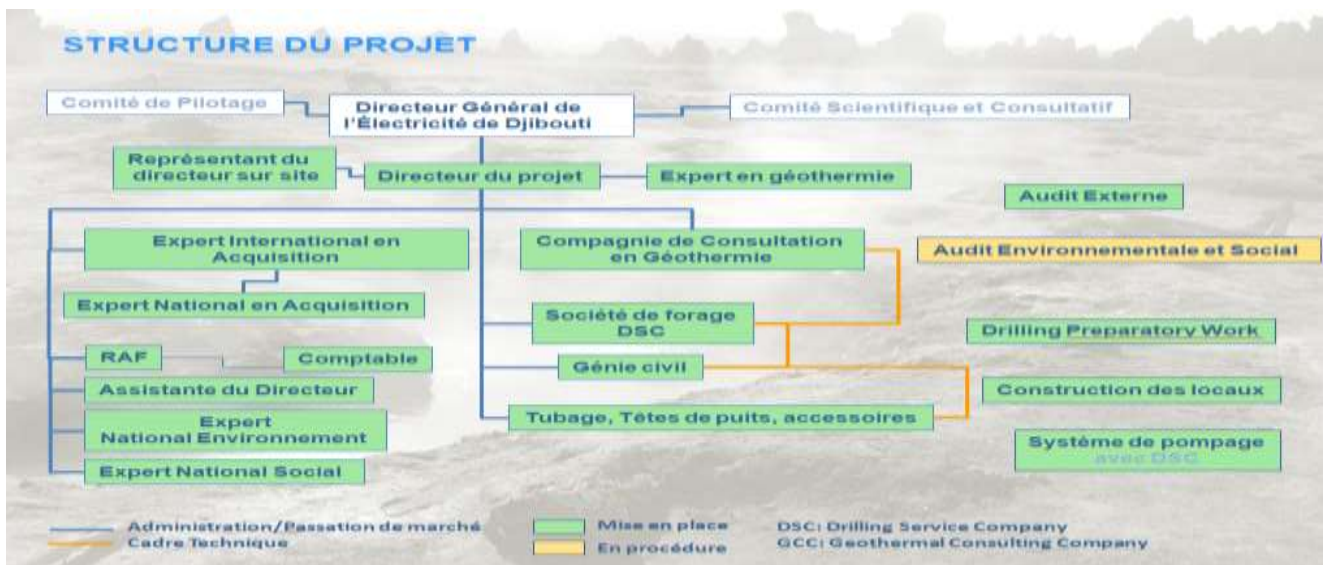 STRUCTURE DU PROJET
Comité de Pilotage
Directeur Général de
l'Électricité de Djibouti
Comité Scientifique et Consultatif
Représentant du
directeur sur site
Directeur du projet
Expert en géothermie
Audit Externe
Expert International en
Acquisition
Compagnie de Consultation
en Géothermie
Audit Environnementale et Social
Expert National en Acquisition
Société de forage
DSC
Drilling Preparatory Work
RAF
Comptable
Génie civil
Assistante du Directeur
Construction des locaux
Expert
National Environnement
Tubage, Têtes de puits, accessoires
Système de pompage
avec DSC
Expert National Social
Administration/Passation de marché
Cadre Technique
Mise en place
En procédure
DSC: Drilling Service Company
GCC: Geothermal Consulting Company